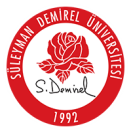 SÜLEYMAN DEMİREL ÜNİVERSİTESİ
S. Demirel
1992